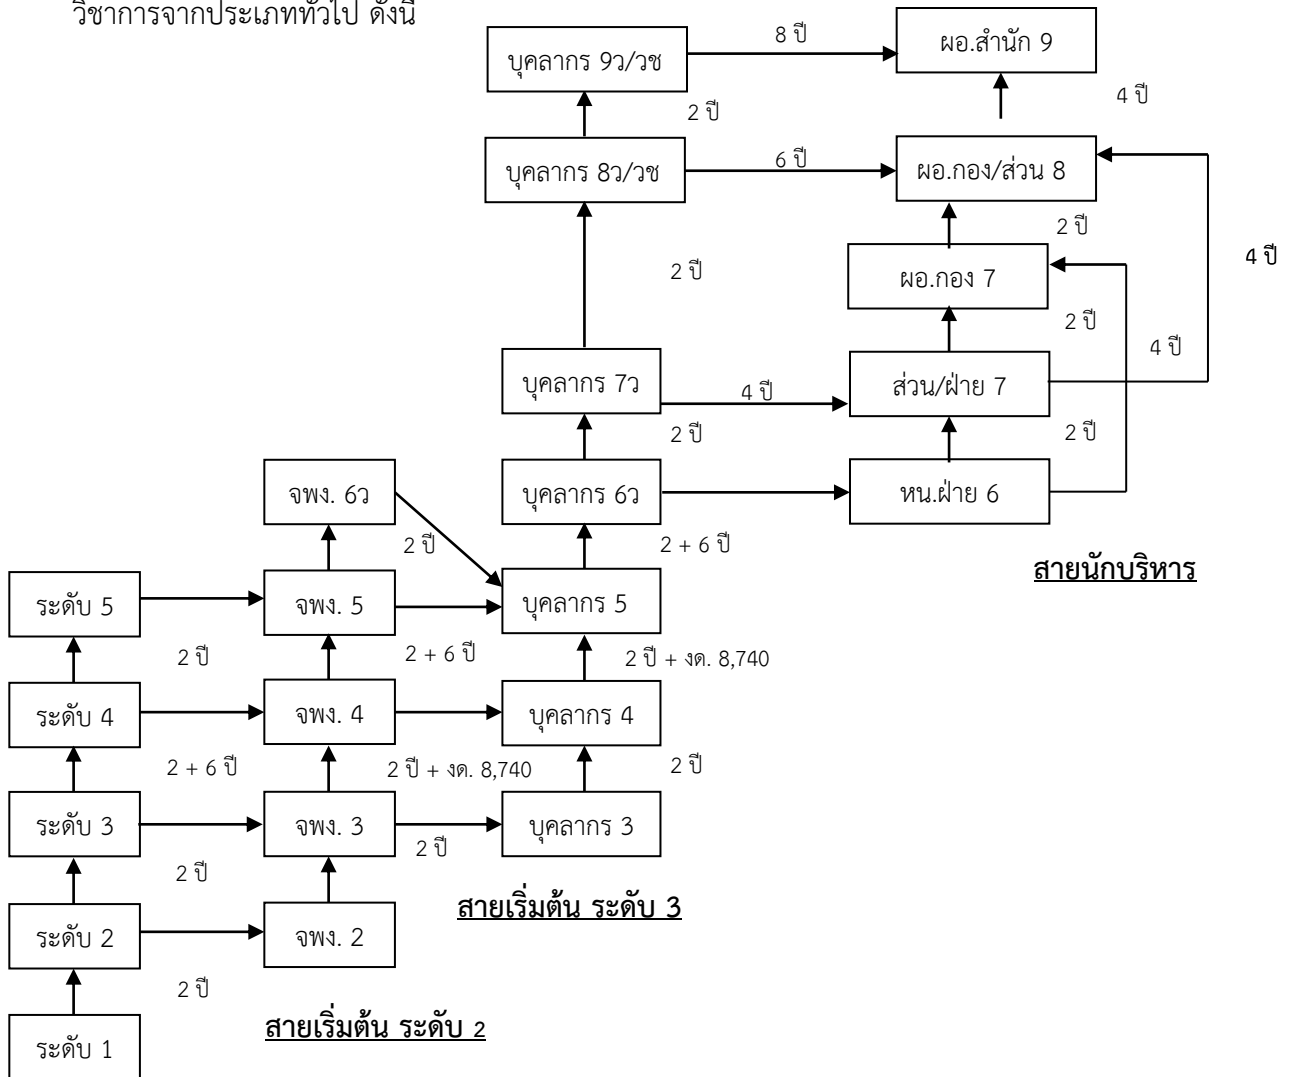 วิชาการจากประเภททั่วไป ดังนี้
บุคลากร 9ว/วช
8 ปี
ผอ.สำนัก 9
2 ปี
4 ปี
บุคลากร 8ว/วช
6 ปี
ผอ.กอง/ส่วน 8
2 ปี
2 ปี
4 ปี
ผอ.กอง 7
2 ปี
4 ปี
บุคลากร 7ว
4 ปี
ส่วน/ฝ่าย 7
2 ปี
2 ปี
จพง. 6ว
บุคลากร 6ว
หน.ฝ่าย 6
2 ปี
2 + 6 ปี
สายนักบริหาร
ระดับ 5
จพง. 5
บุคลากร 5
2 ปี
2 + 6 ปี
2 ปี + งด. 8,740
ระดับ 4
จพง. 4
บุคลากร 4
2 + 6 ปี
2 ปี + งด. 8,740
2 ปี
ระดับ 3
จพง. 3
บุคลากร 3
2 ปี
2 ปี
สายเริ่มต้น ระดับ 3
ระดับ 2
จพง. 2
2 ปี
สายเริ่มต้น ระดับ 2
ระดับ 1